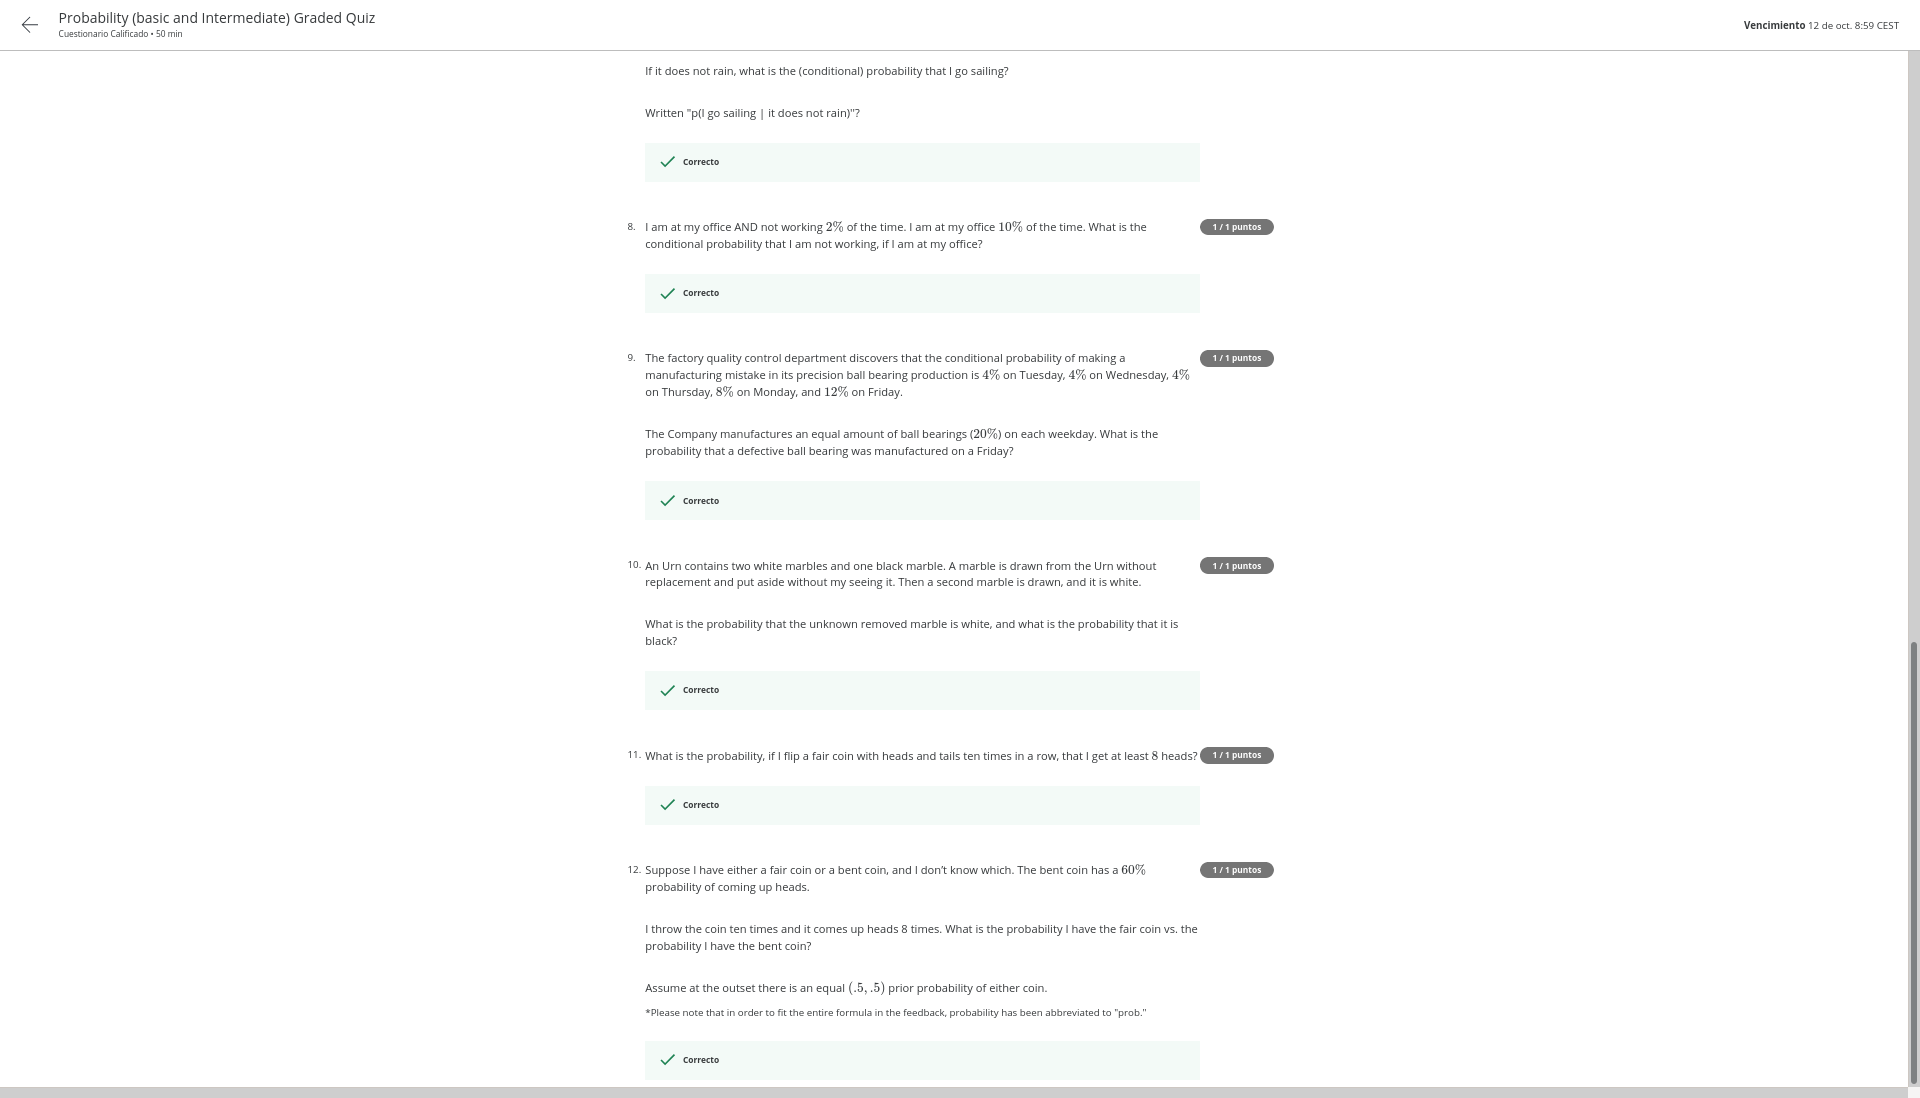 Probability (basic and Intermediate) Graded Quiz
Cuestionario Calificado • 50 min
Vencimiento 12 de oct. 8:59 CEST
If it does not rain, what is the (conditional) probability that I go sailing?
Written "p(I go sailing | it does not rain)"?
Correcto
8. I am at my office AND not working 2% of the time. I am at my office 10% of the time. What is the
conditional probability that I am not working, if I am at my office?
1 / 1 puntos
Correcto
9. The factory quality control department discovers that the conditional probability of making a
manufacturing mistake in its precision ball bearing production is 4% on Tuesday, 4% on Wednesday, 4%
on Thursday, 8% on Monday, and 12% on Friday.
1 / 1 puntos
The Company manufactures an equal amount of ball bearings (20%) on each weekday. What is the
probability that a defective ball bearing was manufactured on a Friday?
Correcto
10. An Urn contains two white marbles and one black marble. A marble is drawn from the Urn without
replacement and put aside without my seeing it. Then a second marble is drawn, and it is white.
1 / 1 puntos
What is the probability that the unknown removed marble is white, and what is the probability that it is
black?
Correcto
11. What is the probability, if I flip a fair coin with heads and tails ten times in a row, that I get at least 8 heads?
1 / 1 puntos
Correcto
12. Suppose I have either a fair coin or a bent coin, and I don't know which. The bent coin has a 60%
probability of coming up heads.
1 / 1 puntos
I throw the coin ten times and it comes up heads 8 times. What is the probability I have the fair coin vs. the
probability I have the bent coin?
Assume at the outset there is an equal (.5, .5) prior probability of either coin.
*Please note that in order to fit the entire formula in the feedback, probability has been abbreviated to "prob."
Correcto